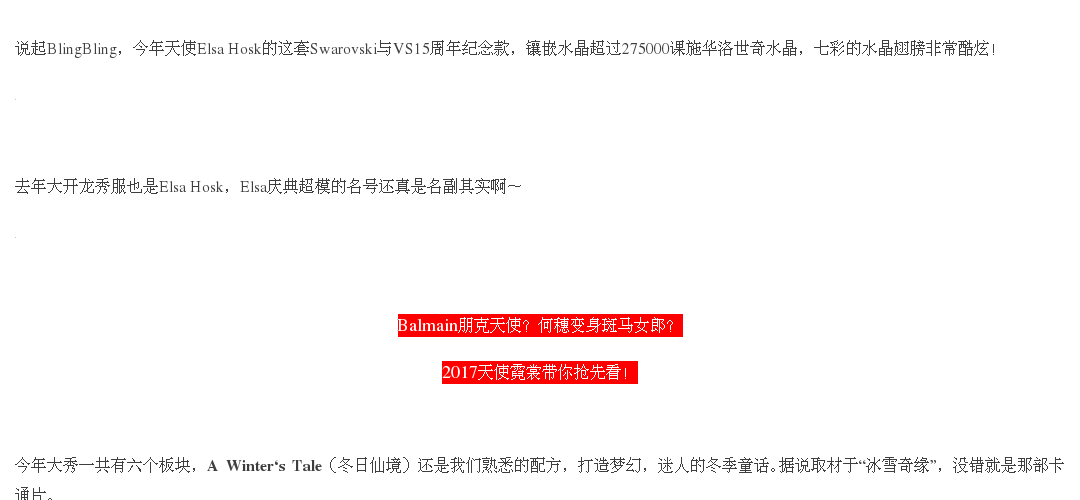 说起BlingBling，今年天使Elsa Hosk的这套Swarovski与VS15周年纪念款，镶嵌水晶超过275000课施华洛世奇水晶，七彩的水晶翅膀非常酷炫！
去年大开龙秀服也是Elsa Hosk，Elsa庆典超模的名号还真是名副其实啊～
Balmain朋克天使？何穗变身斑马女郎？
2017天使霓裳带你抢先看！
今年大秀一共有六个板块，A Winter‘s Tale（冬日仙境）还是我们熟悉的配方，打造梦幻，迷人的冬季童话。据说取材于“冰雪奇缘”，没错就是那部卡
通片。